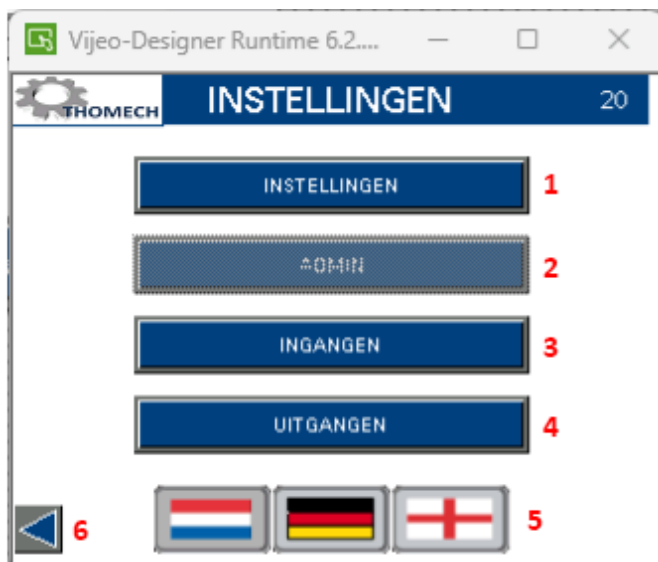 Vijeo-Designer Runtime 6.2....
THOMECH INSTELLINGEN 20
INSTELLINGEN 1
ADMIN 2
INGANGEN 3
UITGANGEN 4
5
6